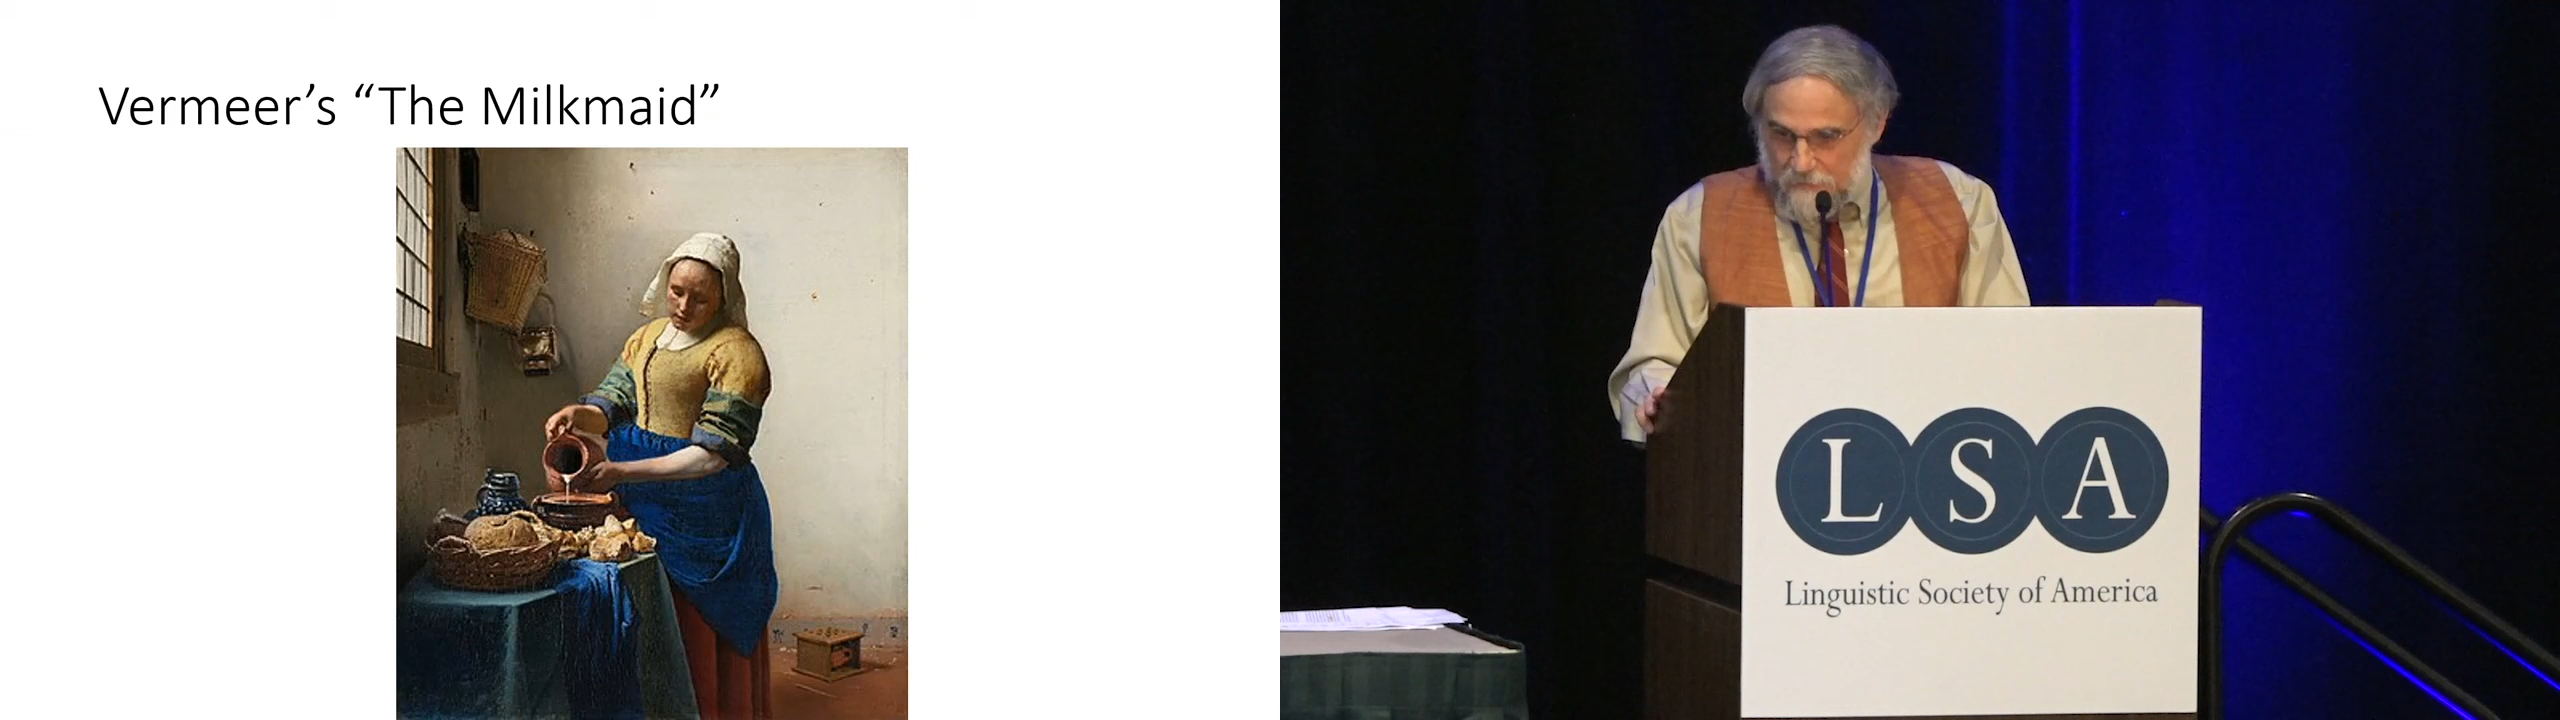 Vermeer’s “The Milkmaid”
LSA
Linguistic Society of America